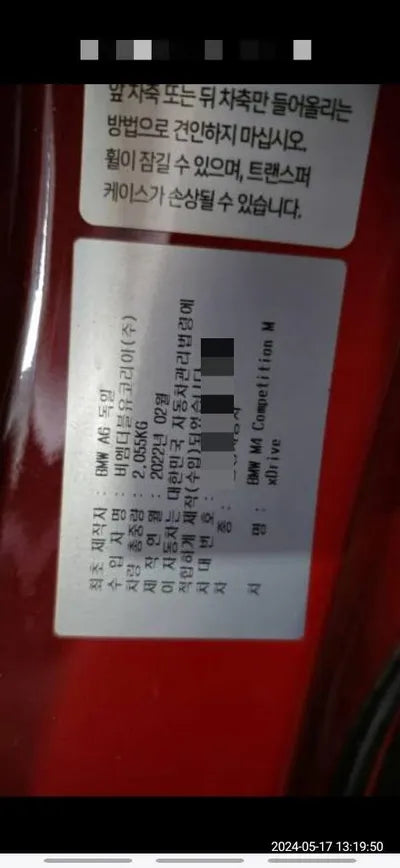 앞 차축 또는 뒤 차축만 들어올리는
방법으로 견인하지 마십시오.
휠이 잠길 수 있으며, 트랜스퍼
케이스가 손상될 수 있습니다.
최초 제작자 : BMW AG 독일
수입 자 명 : 비엠더블유코리아(주)
차량 총중량 : 2,055KG
제 작 연 월 : 2022년 02월
이 자동차는 대한민국 자동차관리법령에
적합하게 제작(수입)되었습니다
차 대 번 호 :
차 종 :
차 명 : BMW M4 Competition M
xDrive
2024-05-17 13:19:50